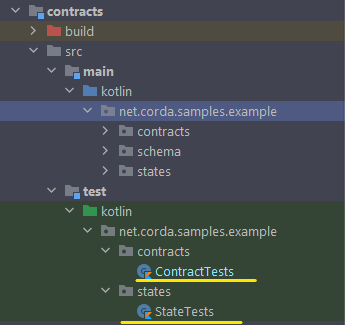 contracts
build
src
main
kotlin
net.corda.samples.example
contracts
schema
states
test
kotlin
net.corda.samples.example
contracts
ContractTests
states
StateTests